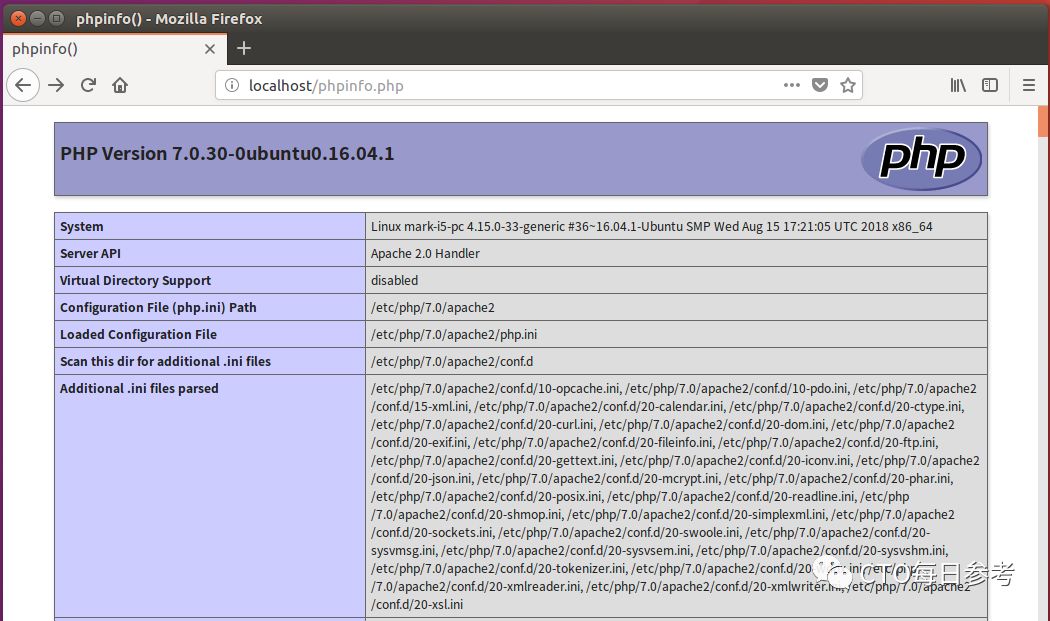 phpinfo() - Mozilla Firefox
phpinfo()
localhost/phpinfo.php
PHP Version 7.0.30-0ubuntu0.16.04.1
php
System Linux mark-i5-pc 4.15.0-33-generic #36~16.04.1-Ubuntu SMP Wed Aug 15 17:21:05 UTC 2018 x86_64
Server API Apache 2.0 Handler
Virtual Directory Support disabled
Configuration File (php.ini) Path /etc/php/7.0/apache2
Loaded Configuration File /etc/php/7.0/apache2/php.ini
Scan this dir for additional .ini files /etc/php/7.0/apache2/conf.d
Additional .ini files parsed /etc/php/7.0/apache2/conf.d/10-opcache.ini, /etc/php/7.0/apache2/conf.d/10-pdo.ini, /etc/php/7.0/apache2
/conf.d/15-xml.ini, /etc/php/7.0/apache2/conf.d/20-calendar.ini, /etc/php/7.0/apache2/conf.d/20-ctype.ini,
/etc/php/7.0/apache2/conf.d/20-curl.ini, /etc/php/7.0/apache2/conf.d/20-dom.ini, /etc/php/7.0/apache2
/conf.d/20-exif.ini, /etc/php/7.0/apache2/conf.d/20-fileinfo.ini, /etc/php/7.0/apache2/conf.d/20-ftp.ini,
/etc/php/7.0/apache2/conf.d/20-gettext.ini, /etc/php/7.0/apache2/conf.d/20-iconv.ini, /etc/php/7.0/apache2
/conf.d/20-json.ini, /etc/php/7.0/apache2/conf.d/20-mcrypt.ini, /etc/php/7.0/apache2/conf.d/20-phar.ini,
/etc/php/7.0/apache2/conf.d/20-posix.ini, /etc/php/7.0/apache2/conf.d/20-readline.ini, /etc/php
/7.0/apache2/conf.d/20-shmop.ini, /etc/php/7.0/apache2/conf.d/20-simplexml.ini, /etc/php/7.0/apache2
/conf.d/20-sockets.ini, /etc/php/7.0/apache2/conf.d/20-swoole.ini, /etc/php/7.0/apache2/conf.d/20-
sysvmsg.ini, /etc/php/7.0/apache2/conf.d/20-sysvsem.ini, /etc/php/7.0/apache2/conf.d/20-sysvshm.ini,
/etc/php/7.0/apache2/conf.d/20-tokenizer.ini, /etc/php/7.0/apache2/conf.d/
/7.0/apache2/conf.d/20-xmlreader.ini, /etc/php/7.0/apache2/conf.d/20-xmlwriter.ini, /etc/php/7.0/apache2
/conf.d/20-xsl.ini
CTO每日参考